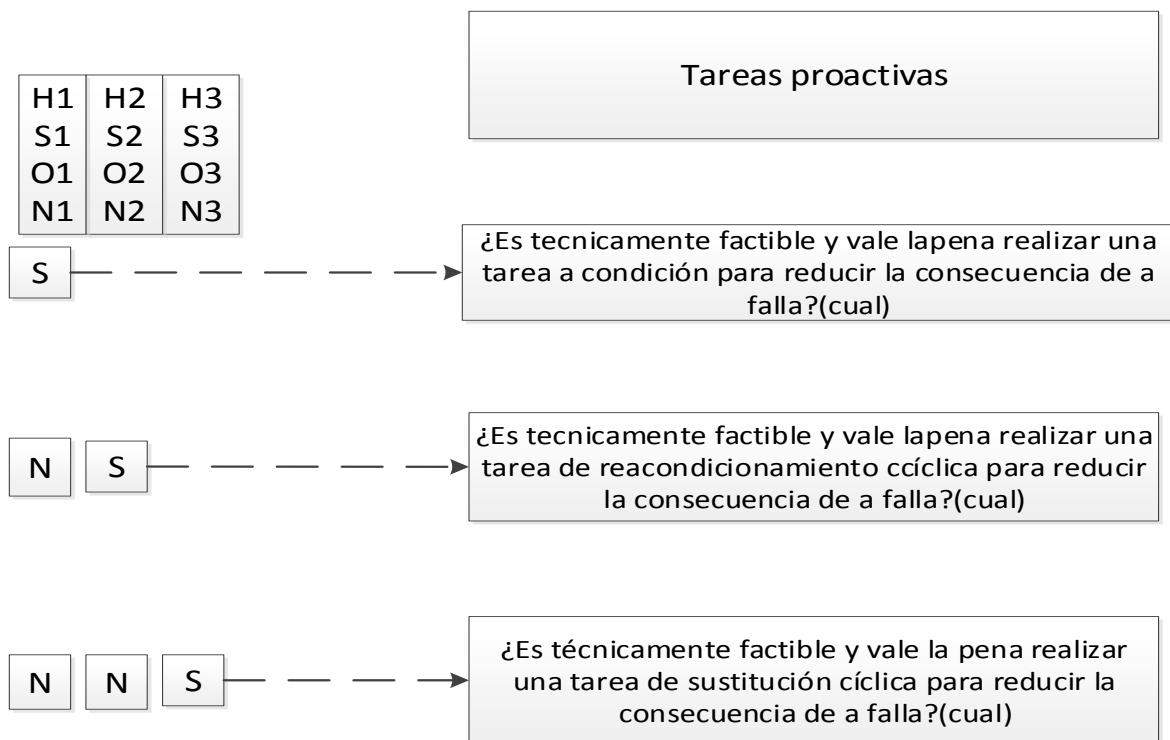 Tareas proactivas
H1 H2 H3
S1 S2 S3
O1 O2 O3
N1 N2 N3
S
¿Es tecnicamente factible y vale lapena realizar una
tarea a condición para reducir la consecuencia de a
falla?(cual)
N S
¿Es tecnicamente factible y vale lapena realizar una
tarea de reacondicionamiento ccíclica para reducir
la consecuencia de a falla?(cual)
N N S
¿Es técnicamente factible y vale la pena realizar
una tarea de sustitución cíclica para reducir la
consecuencia de a falla?(cual)